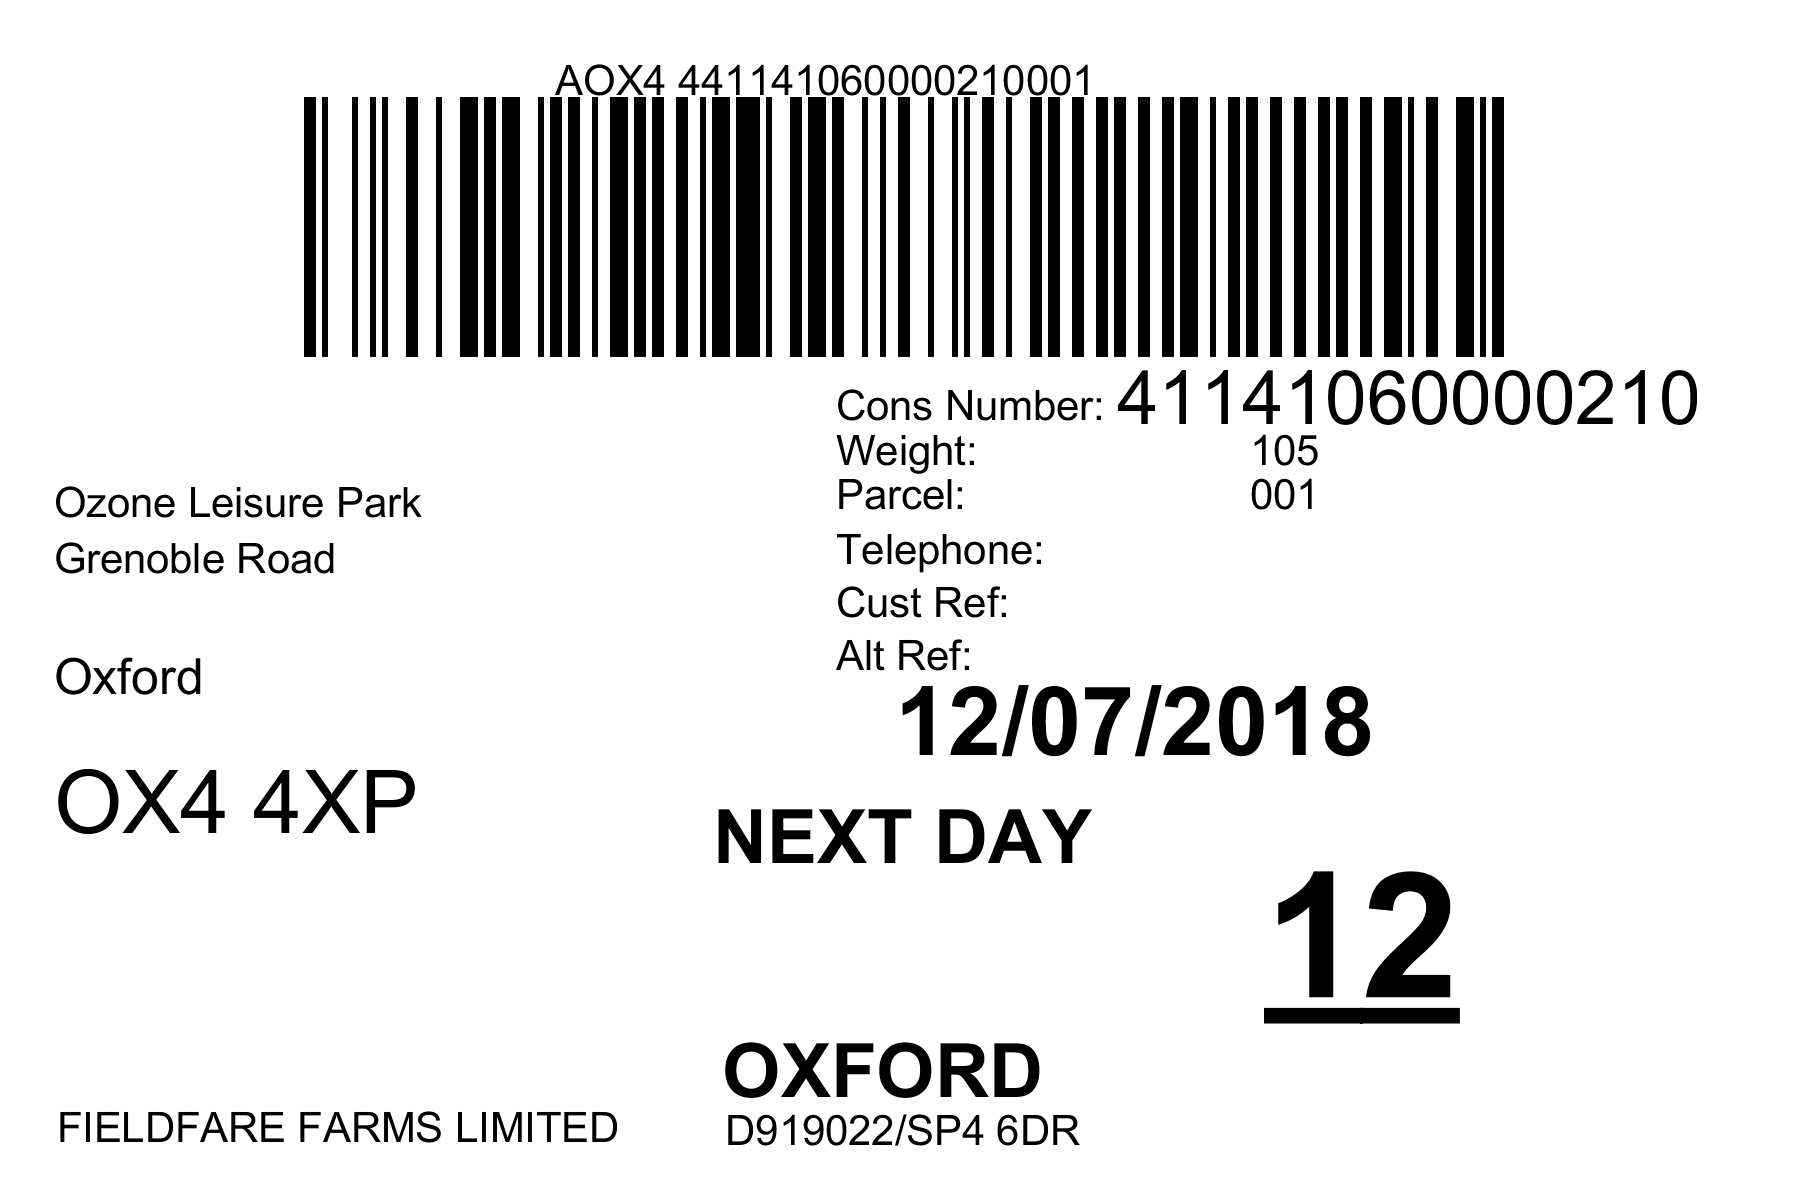 AOX4 441141060000210001
Cons Number: 41141060000210
Weight: 105
Parcel: 001
Telephone:
Cust Ref:
Alt Ref:
Ozone Leisure Park
Grenoble Road
Oxford
OX4 4XP
12/07/2018
NEXT DAY
12
OXFORD
FIELDFARE FARMS LIMITED
D919022/SP4 6DR